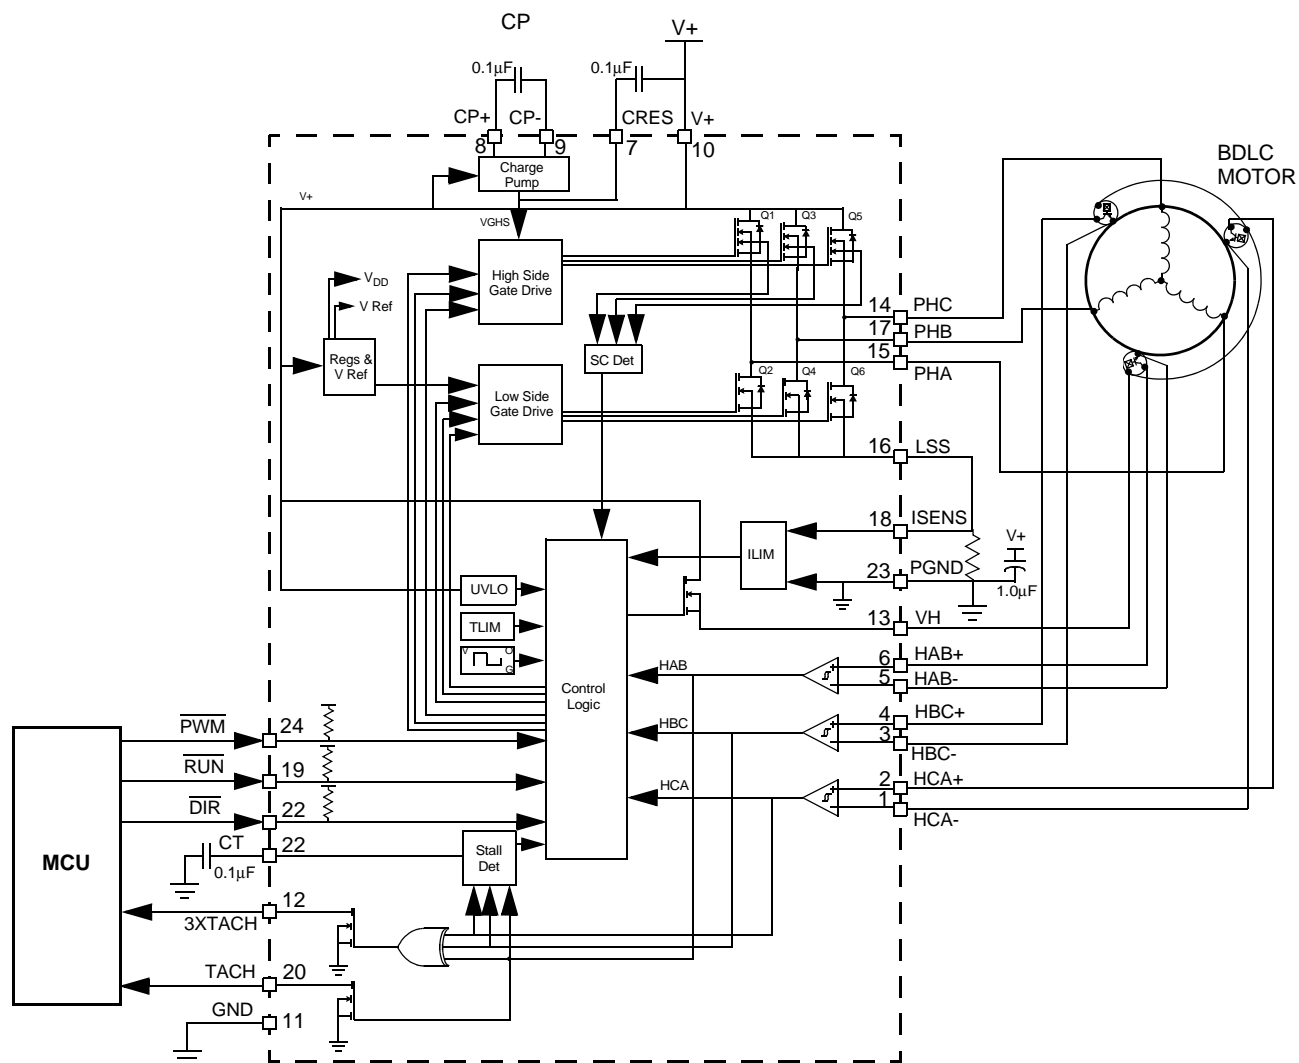 CP
V+
0.1µF
0.1µF
CP+
CP-
CRES
V+
8
9
7
10
BDLC
MOTOR
Charge
Pump
V+
VGHS
Q1
Q3
Q5
High Side
Gate Drive
VDD
V Ref
14
PHC
17
PHB
15
PHA
Regs &
V Ref
SC Det
Q2
Q4
Q6
Low Side
Gate Drive
16
LSS
18
ISENS
V+
ILIM
23
PGND
1.0µF
UVLO
13
VH
TLIM
V
O
G
HAB
6
HAB+
5
HAB-
Control
Logic
PWM
24
HBC
4
HBC+
3
HBC-
RUN
19
HCA
2
HCA+
1
HCA-
DIR
22
MCU
CT
22
0.1µF
Stall
Det
12
3XTACH
TACH
20
GND
11